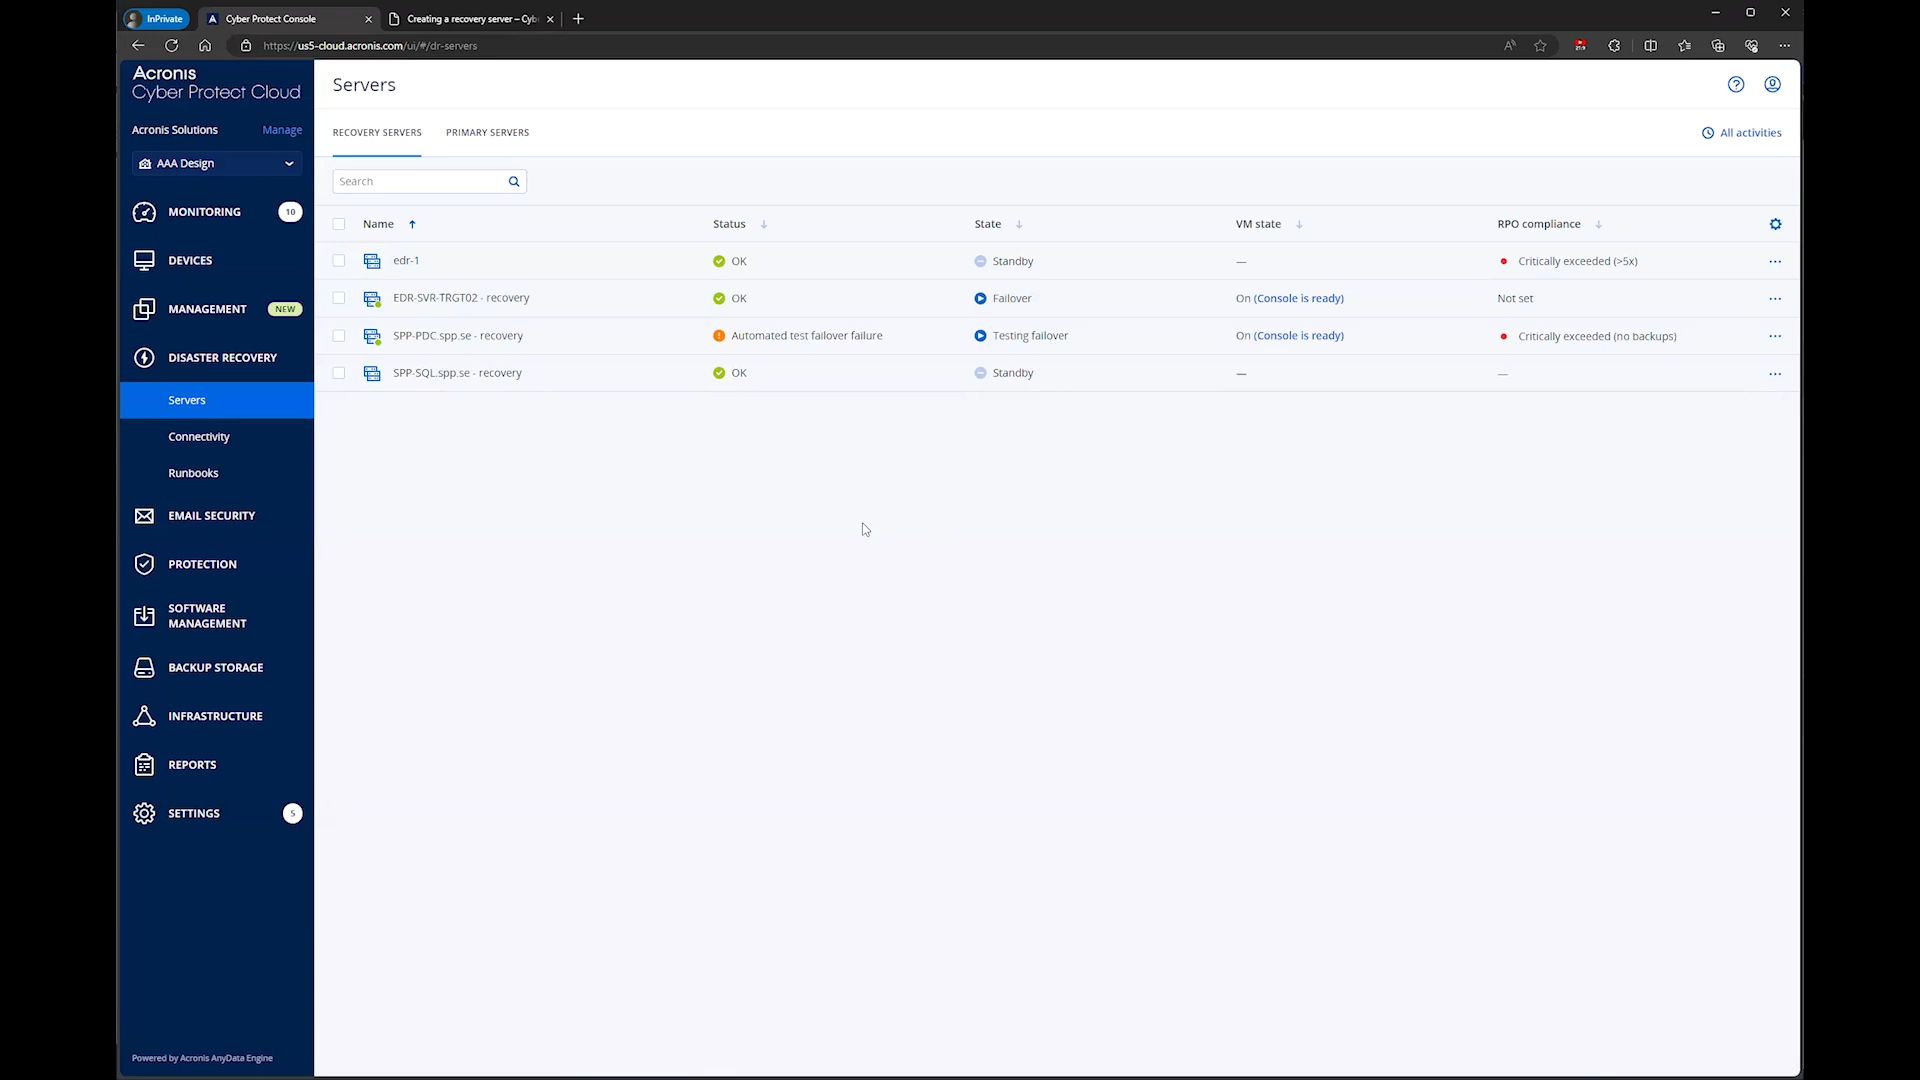 InPrivate
Cyber Protect Console
Creating a recovery server – Cyb
https://us5-cloud.acronis.com/ui/#/dr-servers
Acronis
Cyber Protect Cloud
Acronis Solutions
Manage
AAA Design
MONITORING
10
DEVICES
MANAGEMENT
NEW
DISASTER RECOVERY
Servers
Connectivity
Runbooks
EMAIL SECURITY
PROTECTION
SOFTWARE
MANAGEMENT
BACKUP STORAGE
INFRASTRUCTURE
REPORTS
SETTINGS
5
Powered by Acronis AnyData Engine
Servers
RECOVERY SERVERS
PRIMARY SERVERS
All activities
Search
Name Status State VM state RPO compliance
edr-1 OK Standby — Critically exceeded (>5x)
EDR-SVR-TRGT02 - recovery OK Failover On (Console is ready) Not set
SPP-PDC.spp.se - recovery Automated test failover failure Testing failover On (Console is ready) Critically exceeded (no backups)
SPP-SQL.spp.se - recovery OK Standby — —